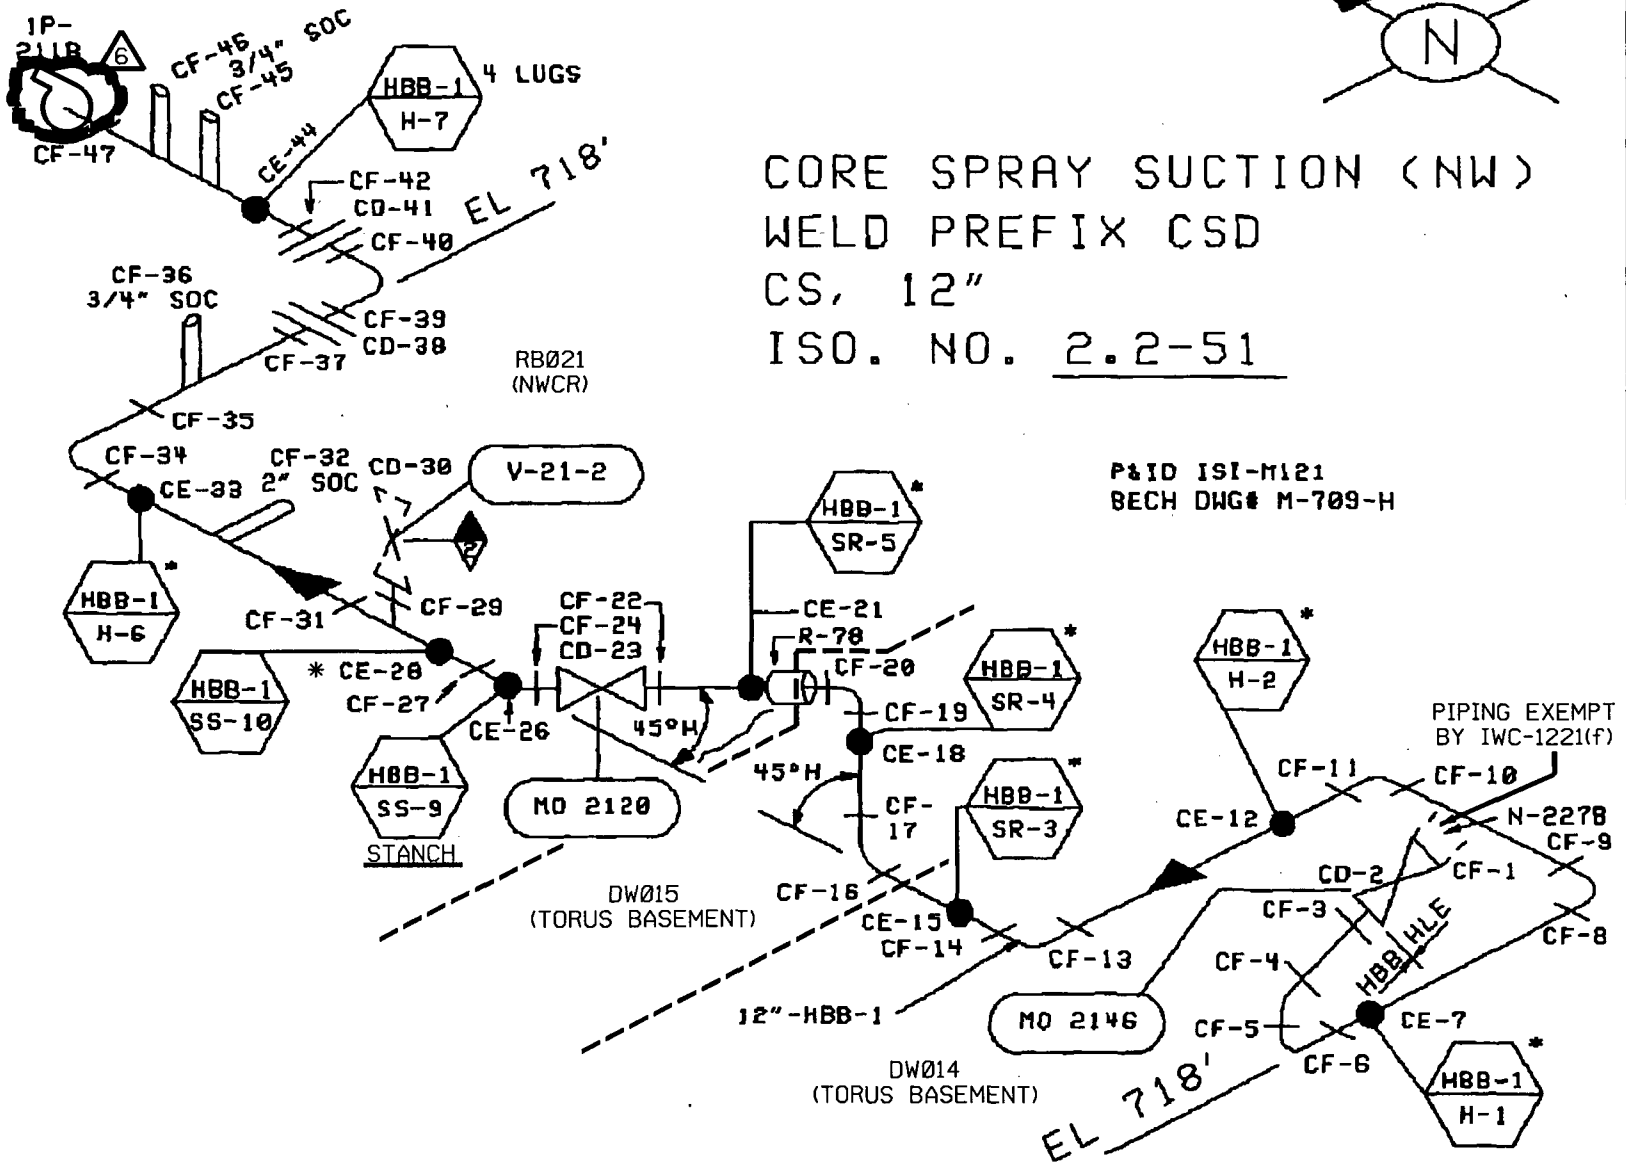 1P-
211B
6
CF-46
3/4" SOC
CF-45
CF-47
CE-44
HBB-1
H-7
4 LUGS
N
CF-42
CD-41
CF-40
EL 718'
CORE SPRAY SUCTION (NW)
WELD PREFIX CSD
CS, 12"
ISO. NO. 2.2-51
CF-36
3/4" SOC
CF-39
CD-38
CF-37
RBØ21
(NWCR)
CF-35
CF-34
CE-33
CF-32
2" SOC
CD-30
V-21-2
2
HBB-1
SR-5
*
P&ID ISI-M121
BECH DWG# M-709-H
HBB-1
H-6
*
CF-31
CF-29
CF-22
CF-24
CD-23
CE-21
R-78
CF-20
HBB-1
SR-4
*
HBB-1
H-2
*
HBB-1
SS-10
* CE-28
CF-27
CE-26
45°H
CF-19
CE-18
PIPING EXEMPT
BY IWC-1221(f)
HBB-1
SS-9
STANCH
MO 2120
45°H
CF-
17
HBB-1
SR-3
*
CE-12
CF-11
CF-10
N-227B
CF-9
CF-1
CD-2
CF-3
CF-16
CE-15
CF-14
CF-13
DWØ15
(TORUS BASEMENT)
12"-HBB-1
MO 2146
CF-4
HBB|HLE
CF-8
CF-5
CE-7
CF-6
DWØ14
(TORUS BASEMENT)
EL 718'
HBB-1
H-1
*